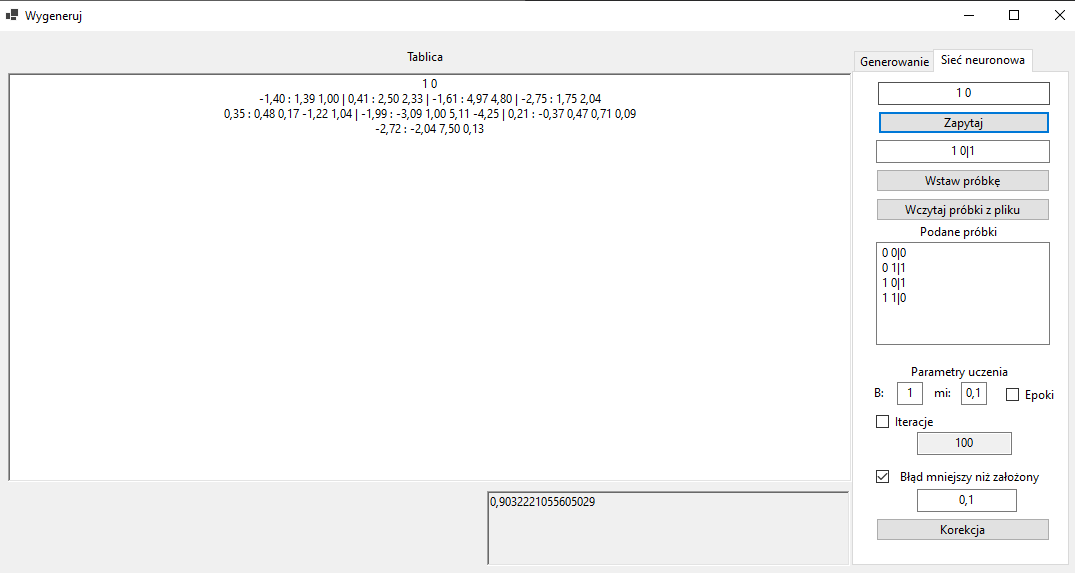 Wygeneruj
Tablica
1 0
-1,40 : 1,39 1,00 | 0,41 : 2,50 2,33 | -1,61 : 4,97 4,80 | -2,75 : 1,75 2,04
0,35 : 0,48 0,17 -1,22 1,04 | -1,99 : -3,09 1,00 5,11 -4,25 | 0,21 : -0,37 0,47 0,71 0,09
-2,72 : -2,04 7,50 0,13
0,9032221055605029
Generowanie
Sieć neuronowa
1 0
Zapytaj
1 0|1
Wstaw próbkę
Wczytaj próbki z pliku
Podane próbki
0 0|0
0 1|1
1 0|1
1 1|0
Parametry uczenia
B: 1 mi: 0,1 Epoki
Iteracje
100
Błąd mniejszy niż założony
0,1
Korekcja